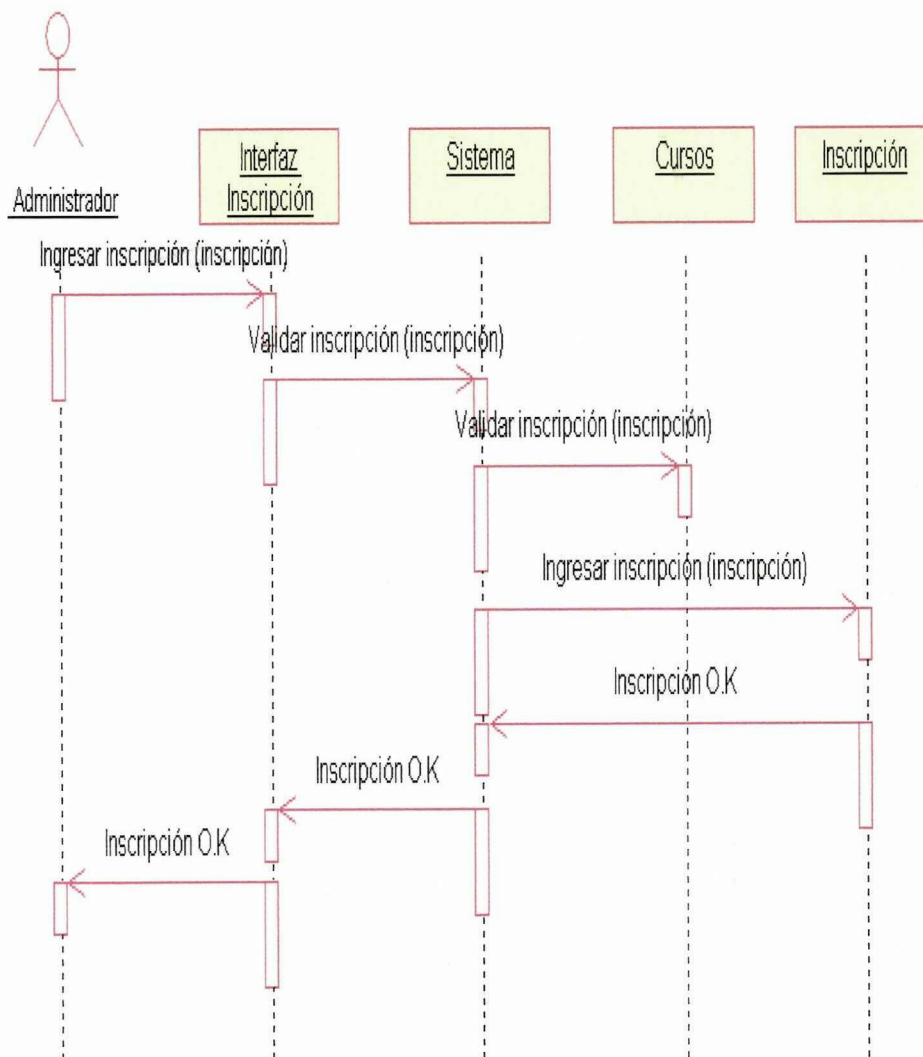 Administrador
Interfaz
Inscripción
Sistema
Cursos
Inscripción
Ingresar inscripción (inscripción)
Validar inscripción (inscripción)
Validar inscripción (inscripción)
Ingresar inscripción (inscripción)
Inscripción O.K
Inscripción O.K
Inscripción O.K